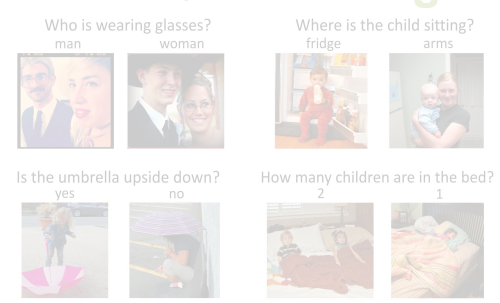 Who is wearing glasses?
man woman
Where is the child sitting?
fridge arms
Is the umbrella upside down?
yes no
How many children are in the bed?
2 1